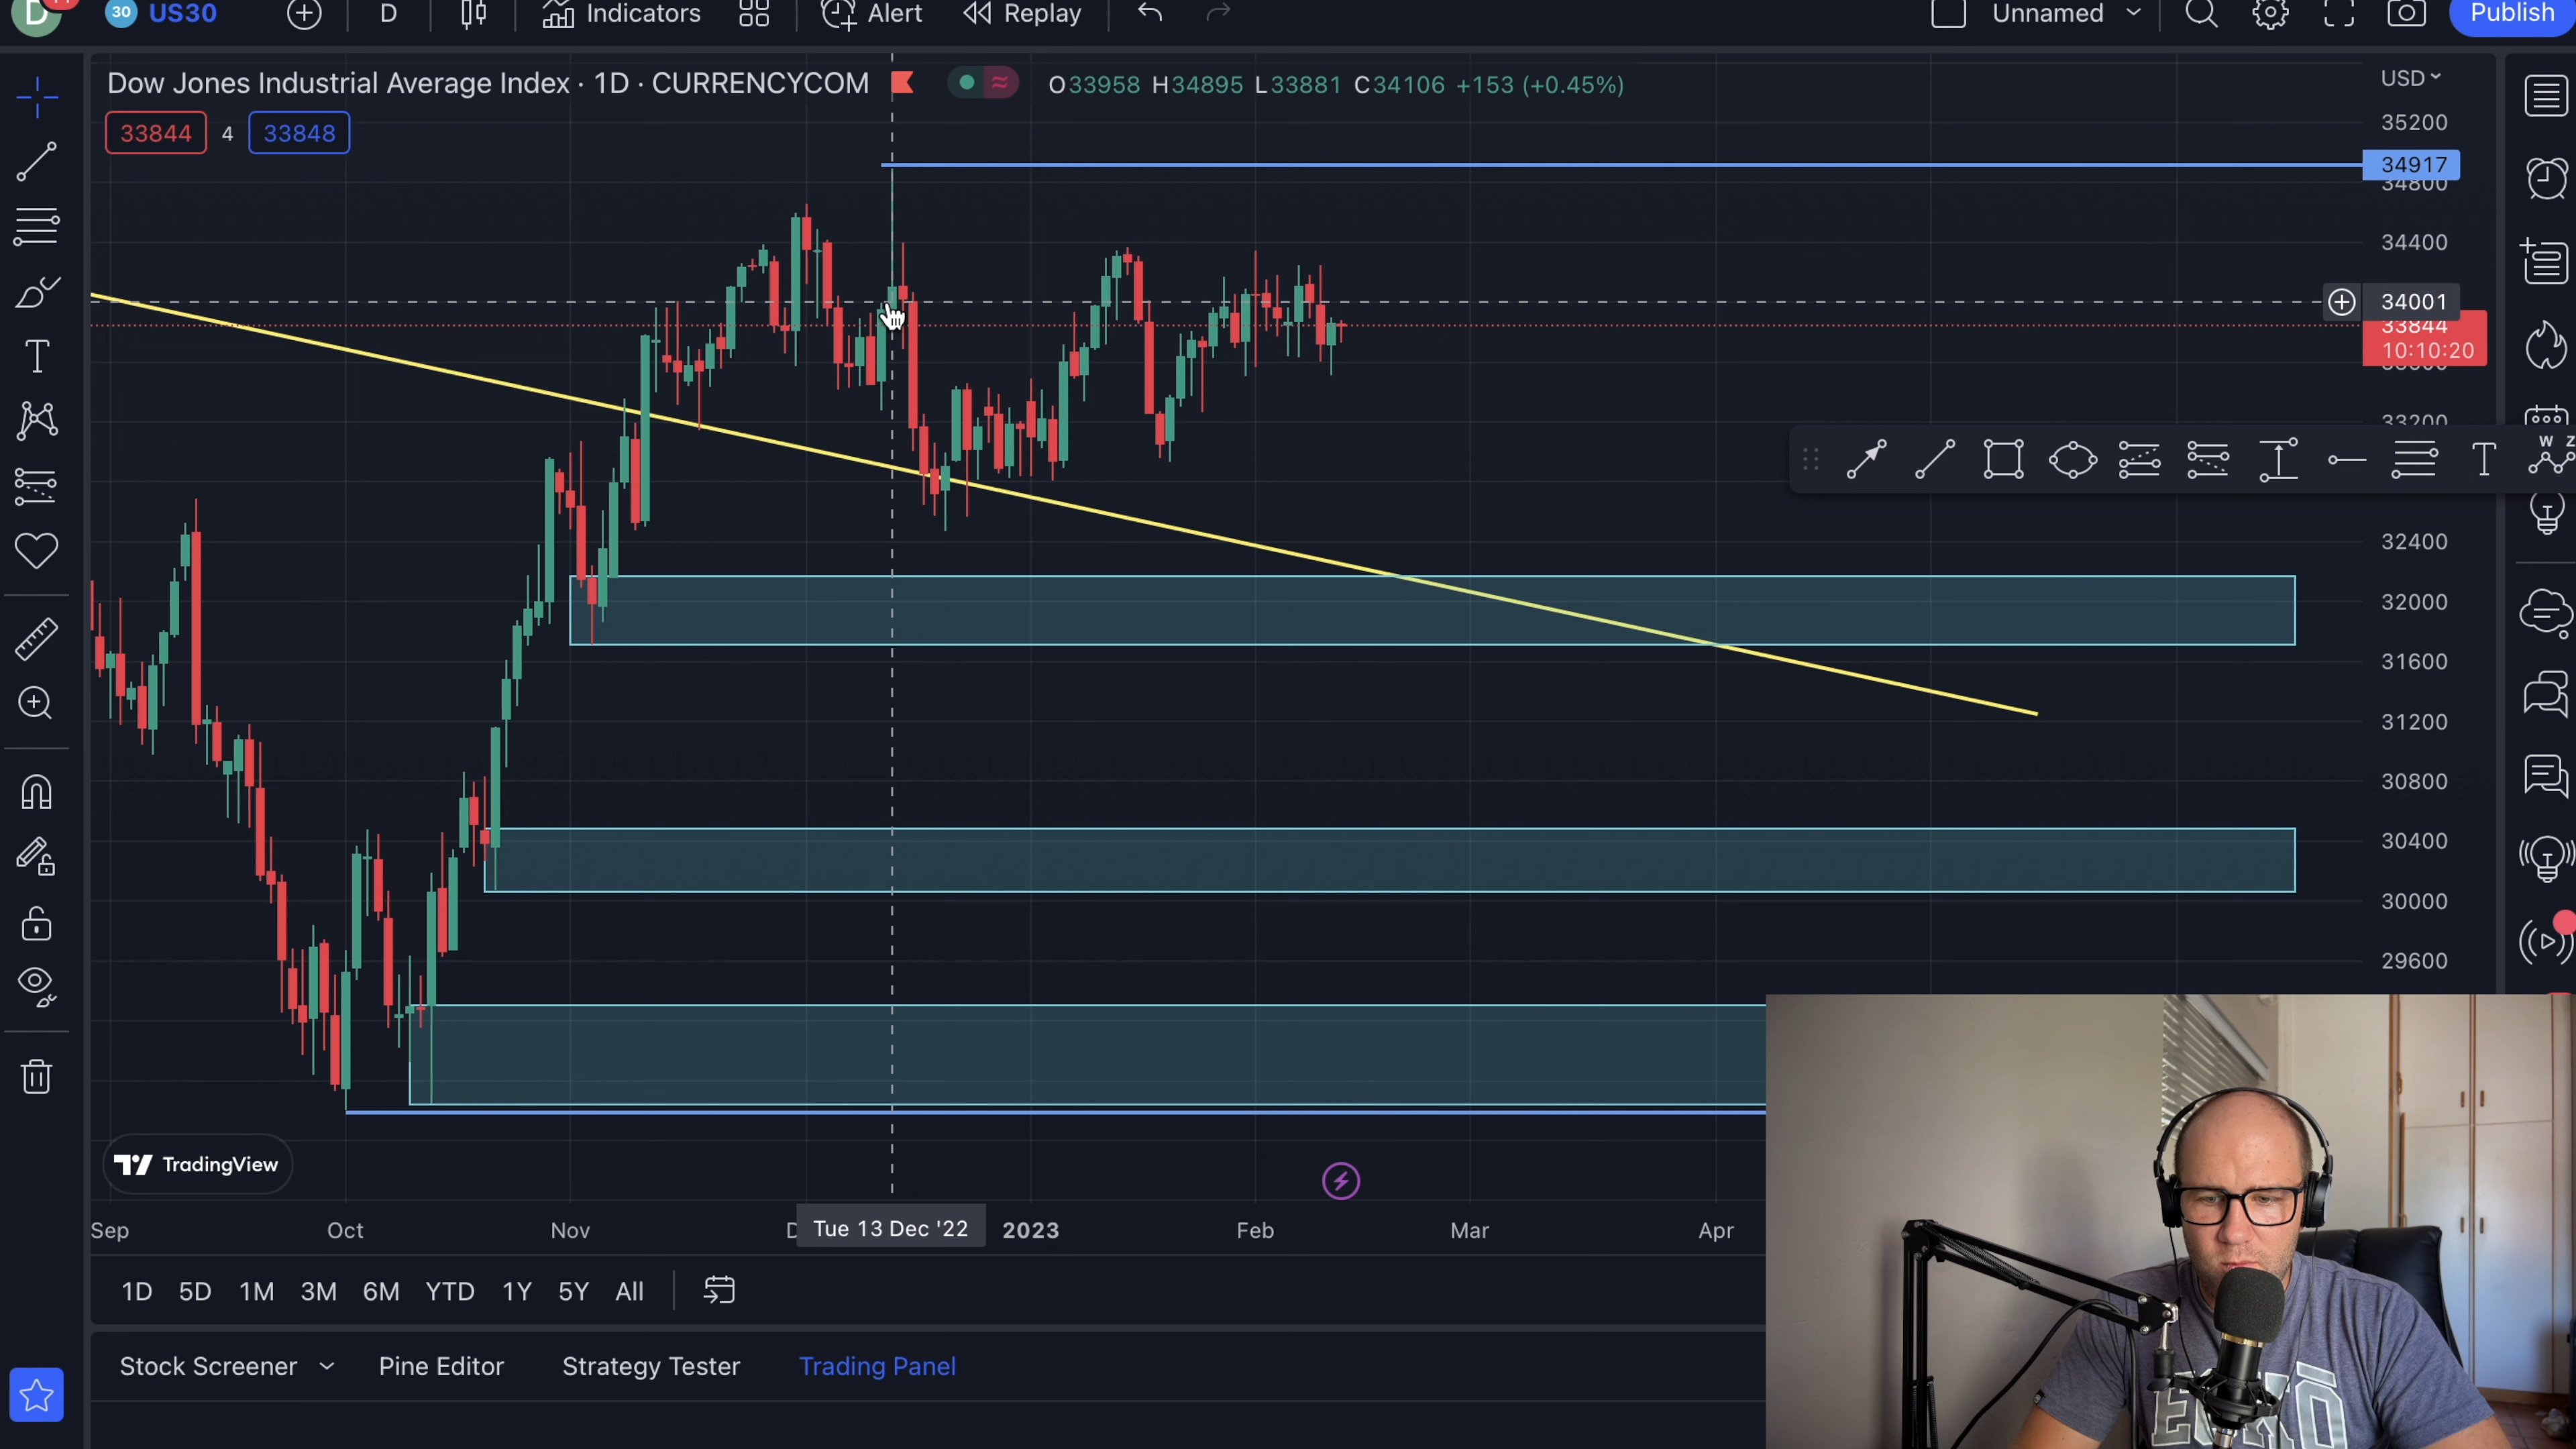 D
30 US30 D Indicators Alert Replay Unnamed Publish
Dow Jones Industrial Average Index · 1D · CURRENCYCOM O33958 H34895 L33881 C34106 +153 (+0.45%)
USD
33844 4 33848
35200
34917
34800
34400
34001
33844
10:10:20
33200
W Z
T
T
32400
32000
31600
31200
30800
30400
30000
29600
TradingView
Sep Oct Nov D Tue 13 Dec '22 2023 Feb Mar Apr
1D 5D 1M 3M 6M YTD 1Y 5Y All
Stock Screener Pine Editor Strategy Tester Trading Panel